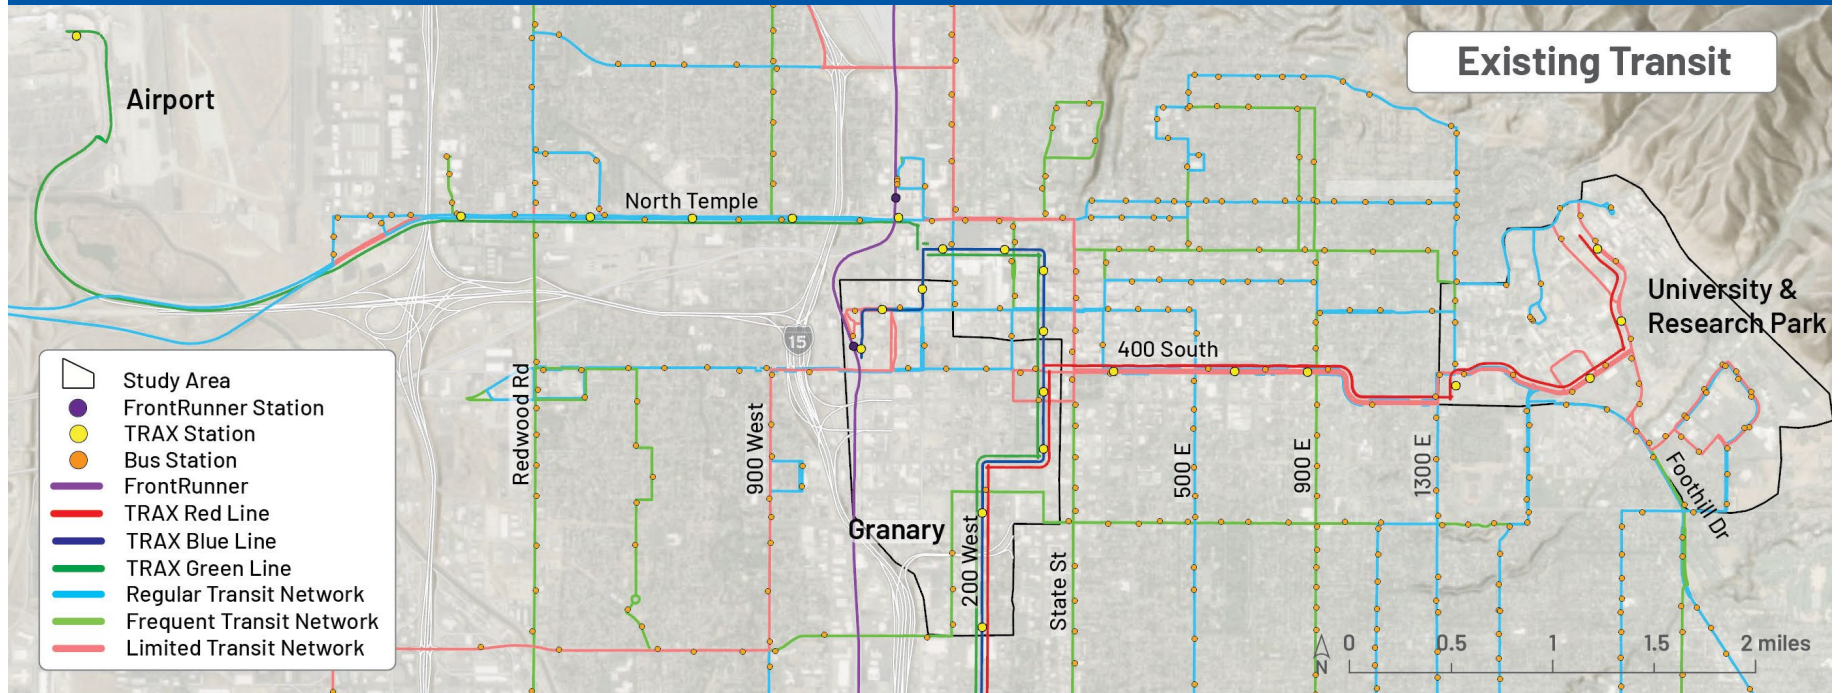 Existing Transit
Airport
North Temple
University &
Research Park
15
400 South
Redwood Rd
900 West
500 E
900 E
1300 E
Foothill Dr
Granary
200 West
State St
Study Area
FrontRunner Station
TRAX Station
Bus Station
FrontRunner
TRAX Red Line
TRAX Blue Line
TRAX Green Line
Regular Transit Network
Frequent Transit Network
Limited Transit Network
N
0 0.5 1 1.5 2 miles